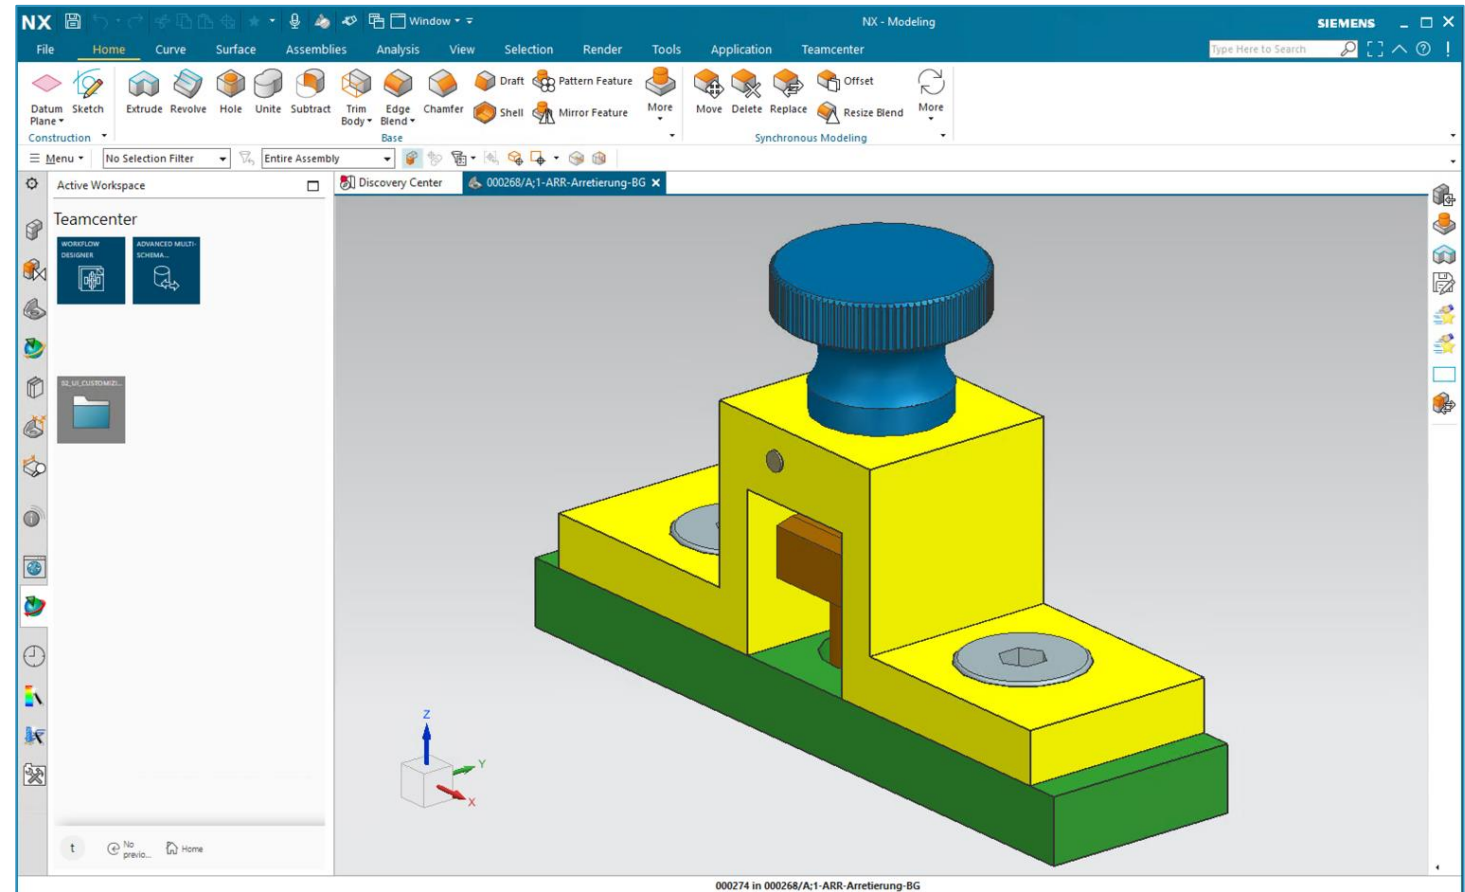 NX
Window
NX - Modeling
SIEMENS
File Home Curve Surface Assemblies Analysis View Selection Render Tools Application Teamcenter
Type Here to Search
Datum Plane
Sketch
Extrude
Revolve
Hole
Unite
Subtract
Trim Body
Edge Blend
Chamfer
Draft
Shell
Pattern Feature
Mirror Feature
More
Move
Delete
Replace
Offset
Resize Blend
More
Construction
Base
Synchronous Modeling
Menu
No Selection Filter
Entire Assembly
Active Workspace
Discovery Center
000268/A;1-ARR-Arretierung-BG
Teamcenter
WORKFLOW
DESIGNER
ADVANCED MULTI-
SCHEMA...
02_UI_CUSTOMIZI...
Z
Y
X
t
No
previo...
Home
000274 in 000268/A;1-ARR-Arretierung-BG